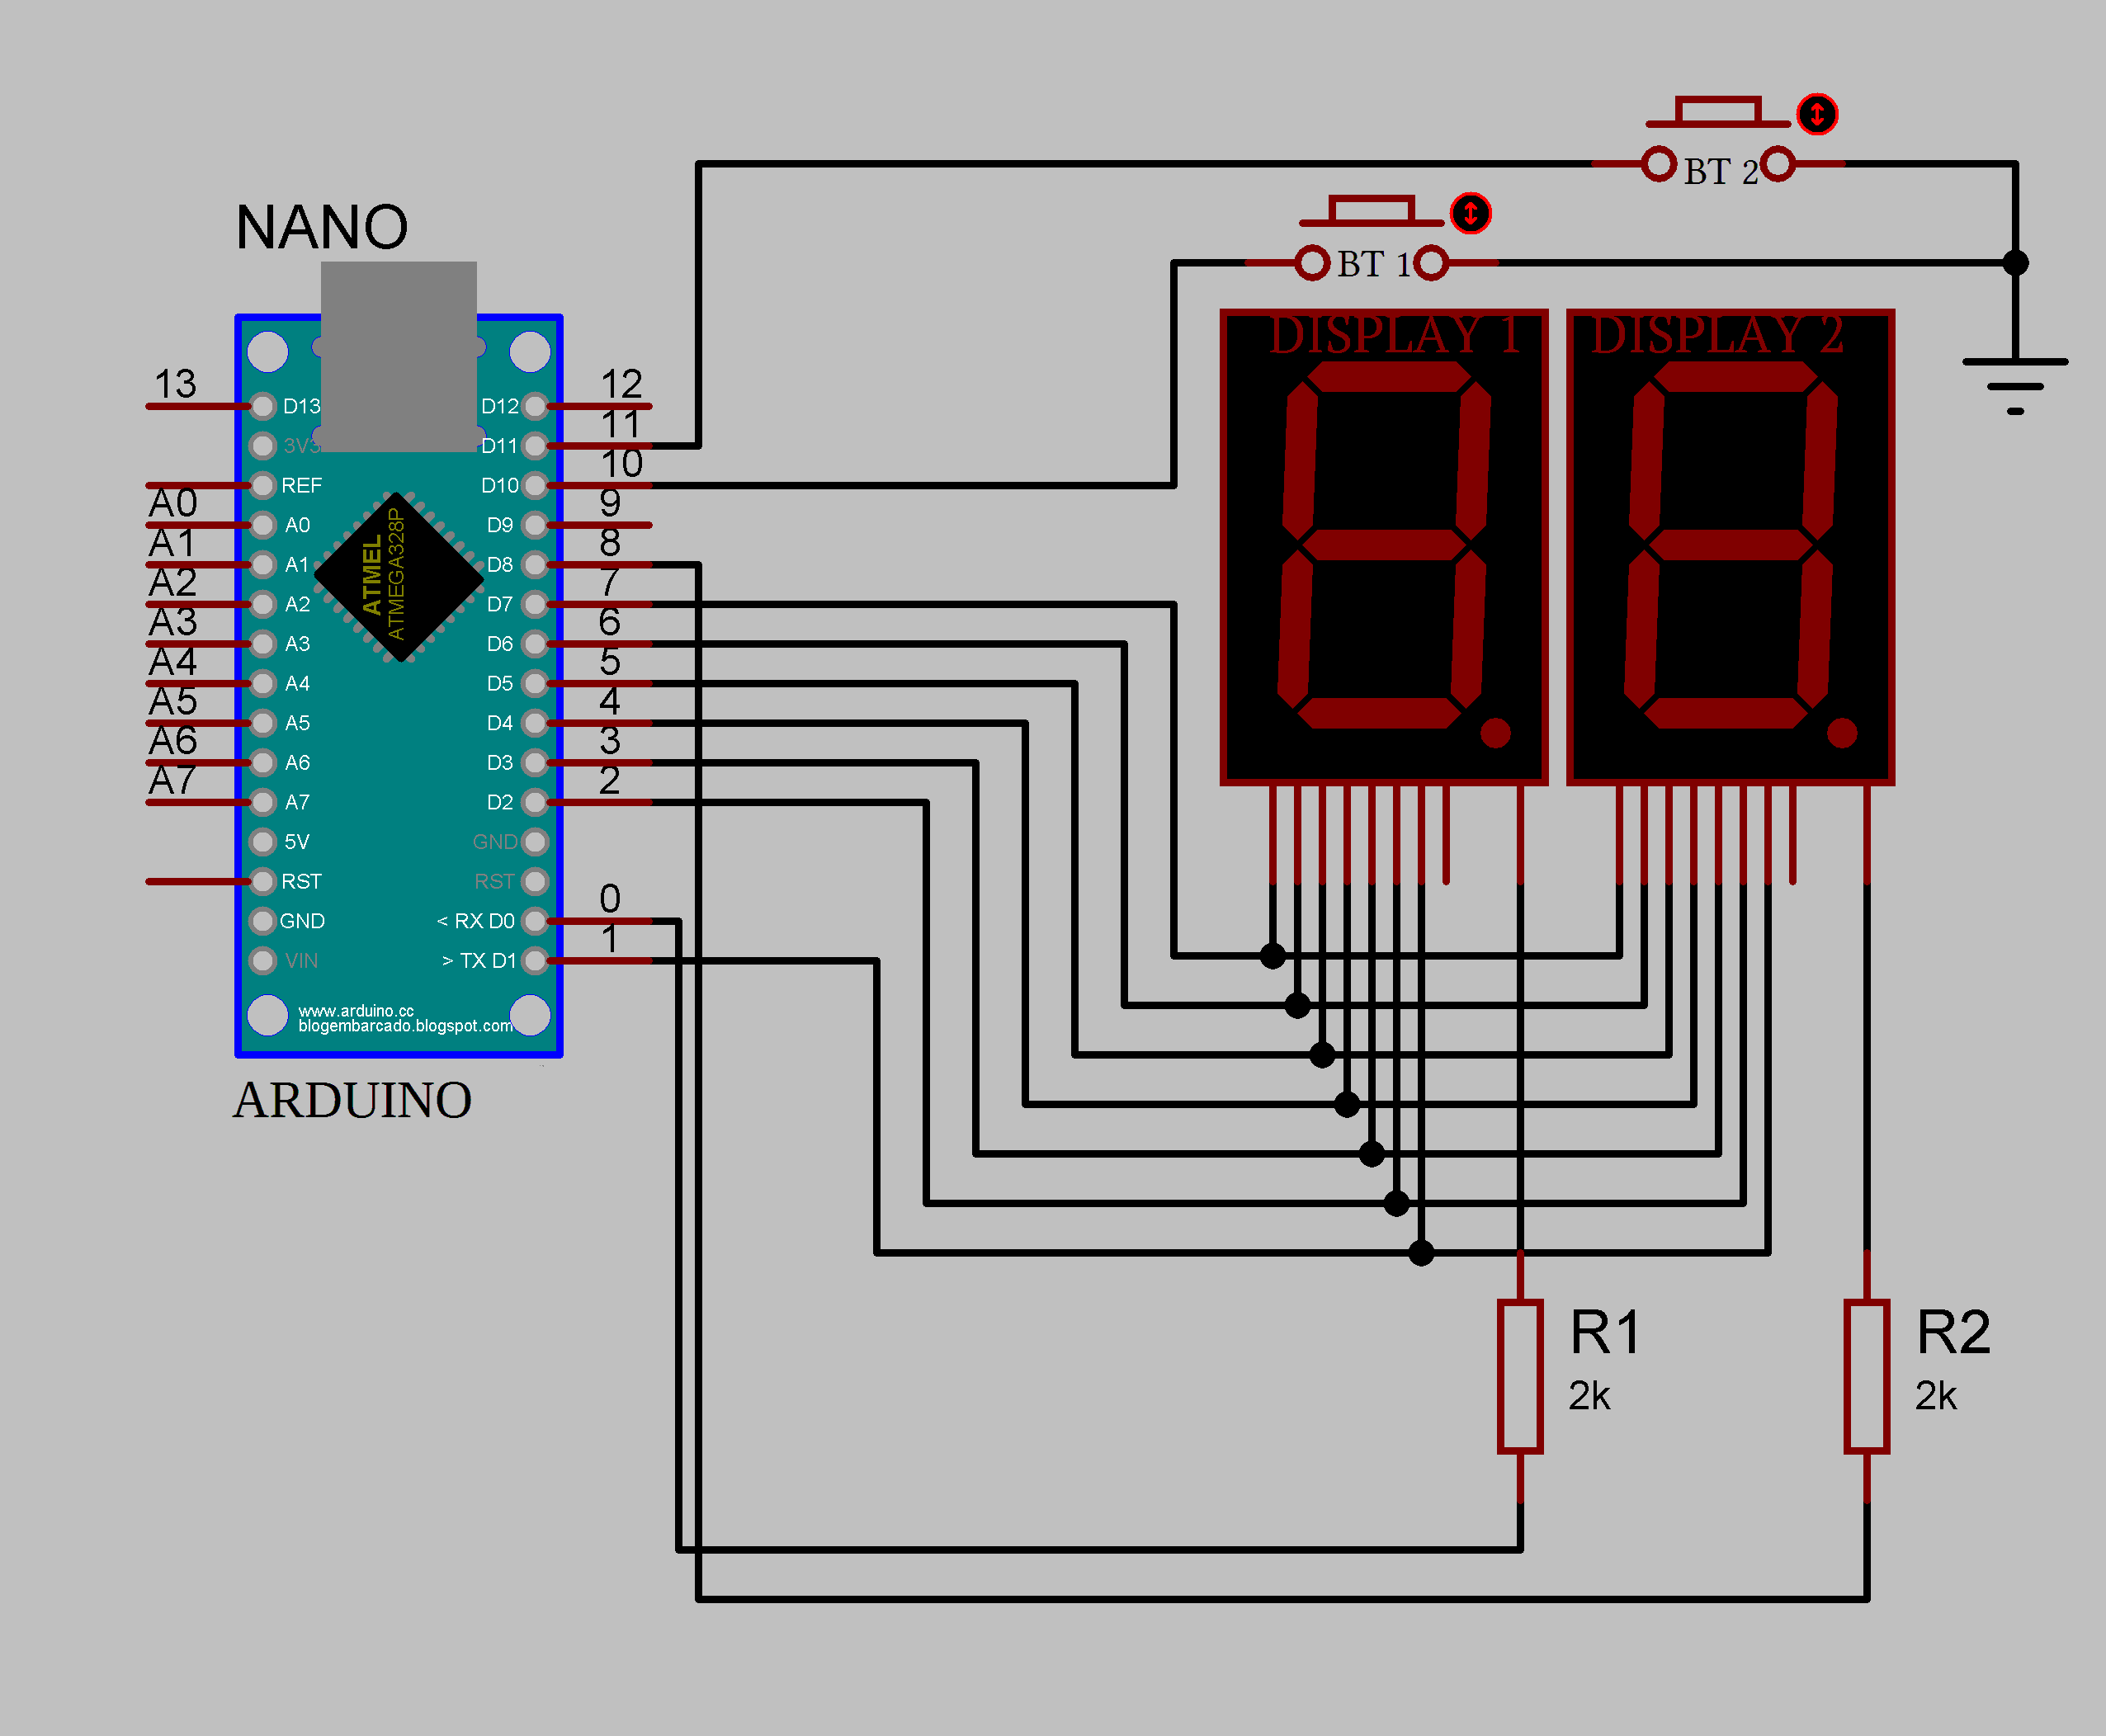 NANO
BT 2
BT 1
DISPLAY 1
DISPLAY 2
13
A0
A1
A2
A3
A4
A5
A6
A7
D13
3V3
REF
A0
A1
A2
A3
A4
A5
A6
A7
5V
RST
GND
VIN
ATMEL
ATMEGA328P
D12
D11
D10
D9
D8
D7
D6
D5
D4
D3
D2
GND
RST
< RX D0
> TX D1
12
11
10
9
8
7
6
5
4
3
2
0
1
www.arduino.cc
blogembarcado.blogspot.com
ARDUINO
R1
2k
R2
2k